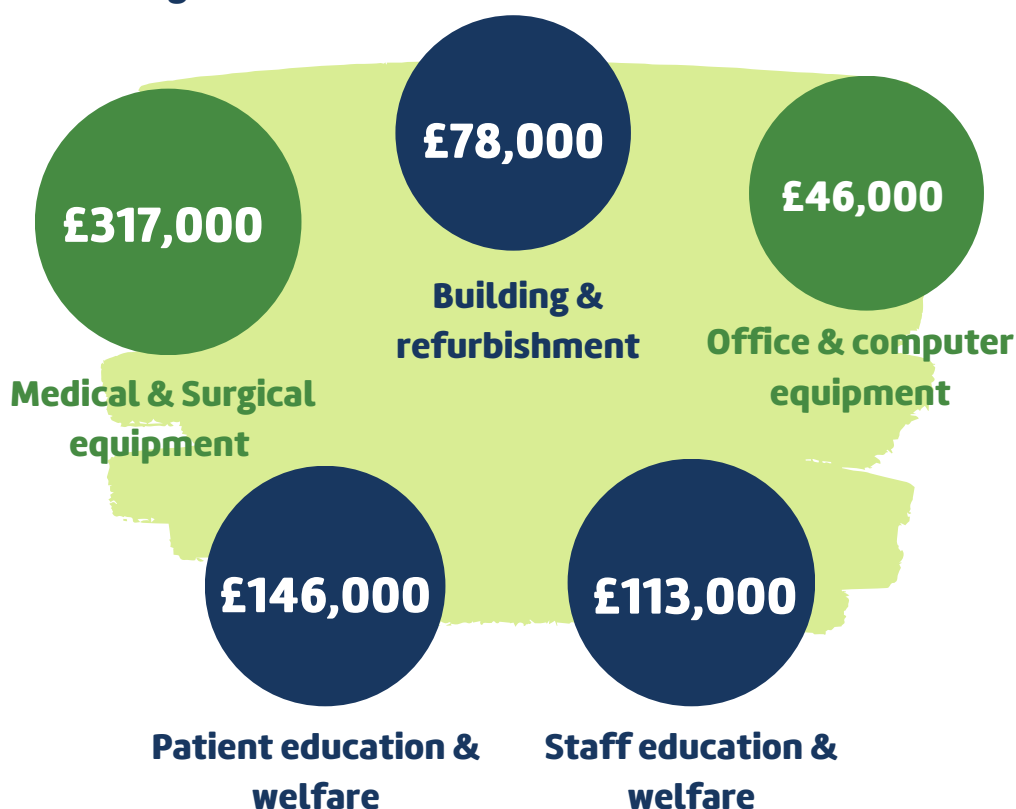 £78,000
£317,000
£46,000
Building &
refurbishment
Office & computer
equipment
Medical & Surgical
equipment
£146,000
£113,000
Patient education &
welfare
Staff education &
welfare